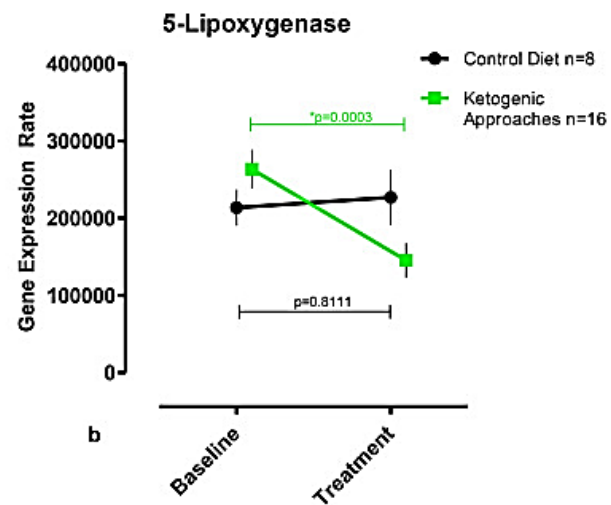 5-Lipoxygenase
Control Diet n=8
Ketogenic
Approaches n=16
400000
300000
200000
100000
0
Gene Expression Rate
*p=0.0003
p=0.8111
b
Baseline
Treatment